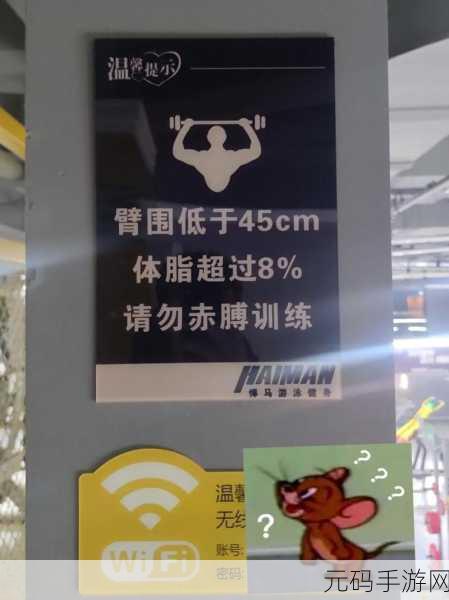 温馨提示
臂围低于45cm
体脂超过8%
请勿赤膊训练
HAIMAN
悍马游泳健身
WiFi
温馨
无线
账号:
密码:
? ? ?
?
元码手游网